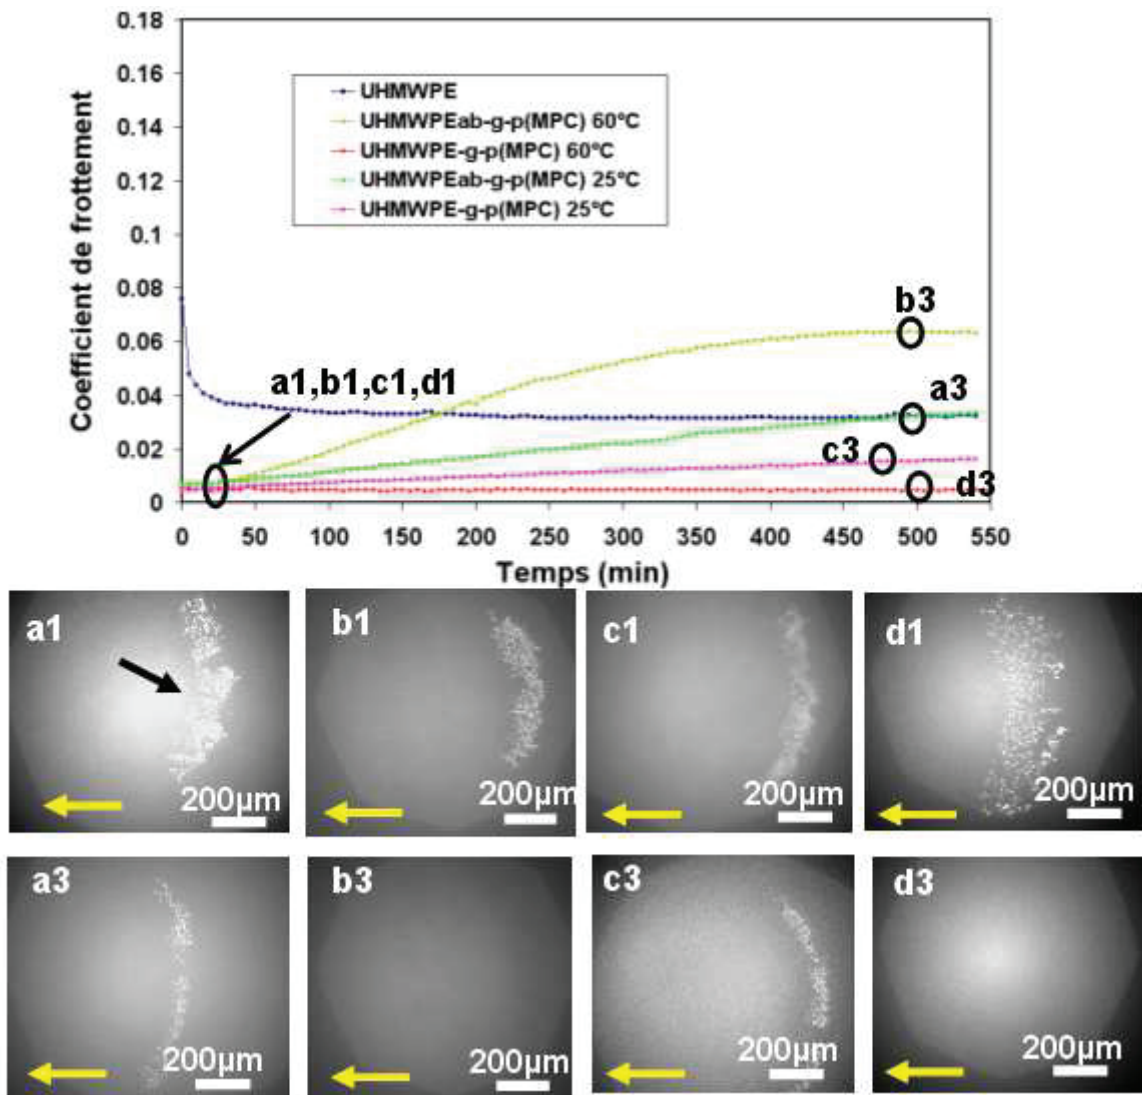 0.18
0.16
0.14
0.12
0.1
0.08
0.06
0.04
0.02
0
Coefficient de frottement
UHMWPE
UHMWPEab-g-p(MPC) 60°C
UHMWPE-g-p(MPC) 60°C
UHMWPEab-g-p(MPC) 25°C
UHMWPE-g-p(MPC) 25°C
a1,b1,c1,d1
b3
a3
c3
d3
0 50 100 150 200 250 300 350 400 450 500 550
Temps (min)
a1
200µm
b1
200µm
c1
200µm
d1
200µm
a3
200µm
b3
200µm
c3
200µm
d3
200µm